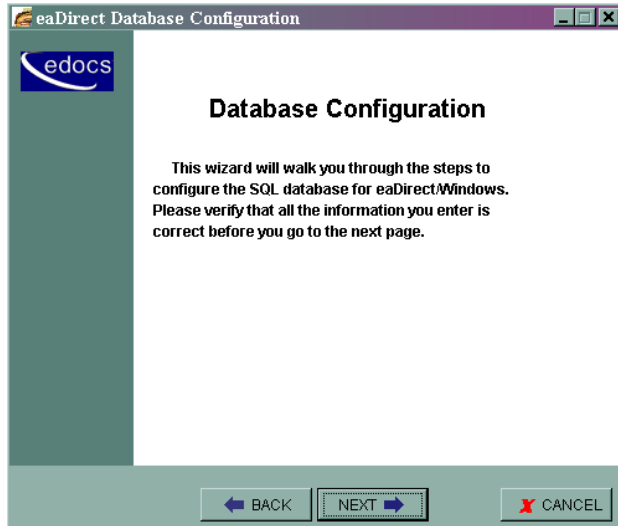 eaDirect Database Configuration
edocs
Database Configuration
This wizard will walk you through the steps to
configure the SQL database for eaDirect/Windows.
Please verify that all the information you enter is
correct before you go to the next page.
BACK NEXT CANCEL